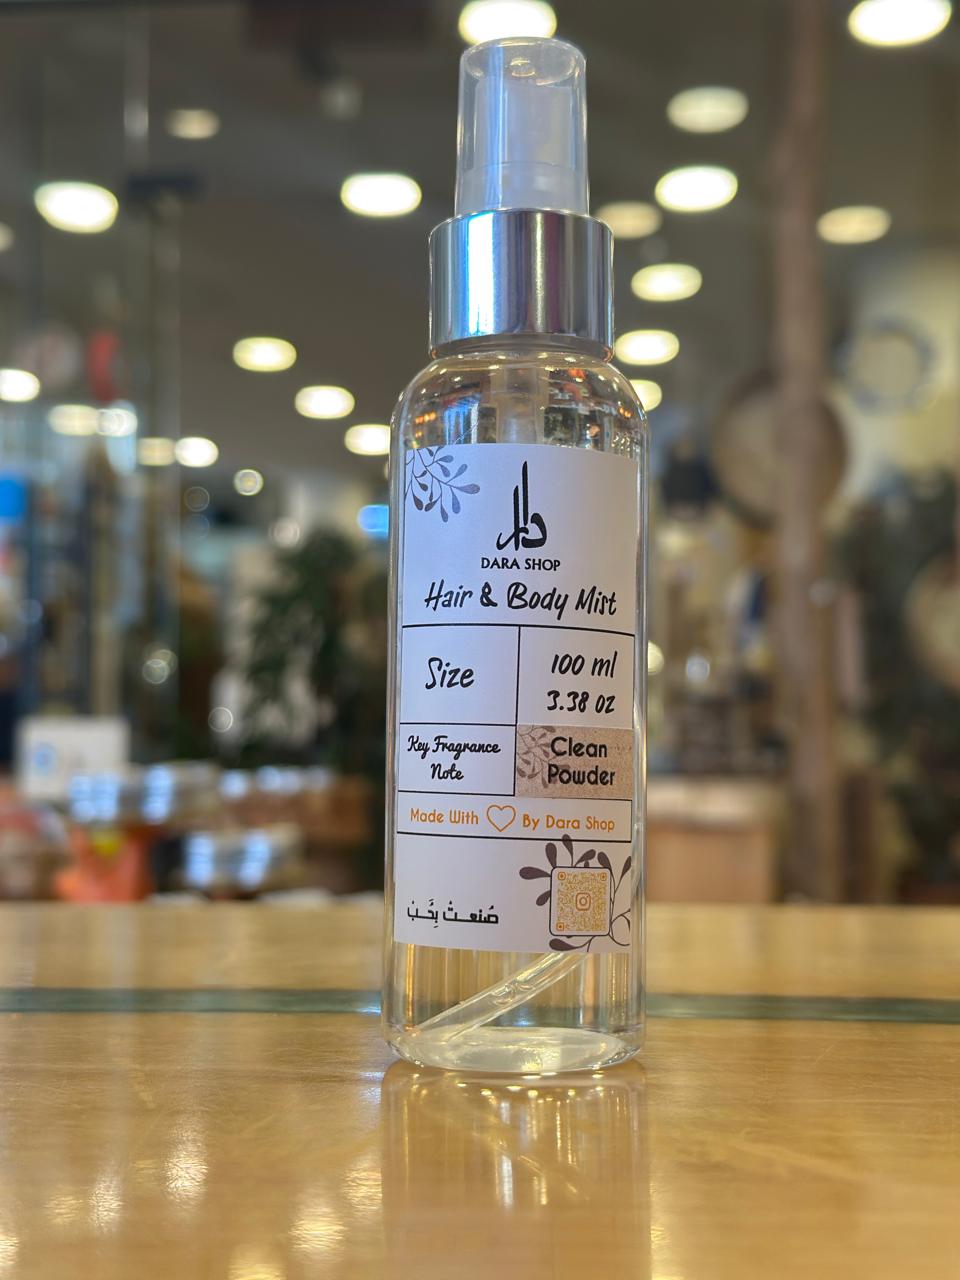 دارا
DARA SHOP
Hair & Body Mist
Size
100 ml
3.38 oz
Key Fragrance
Note
Clean
Powder
Made With By Dara Shop
صُنعتْ بِحُبْ